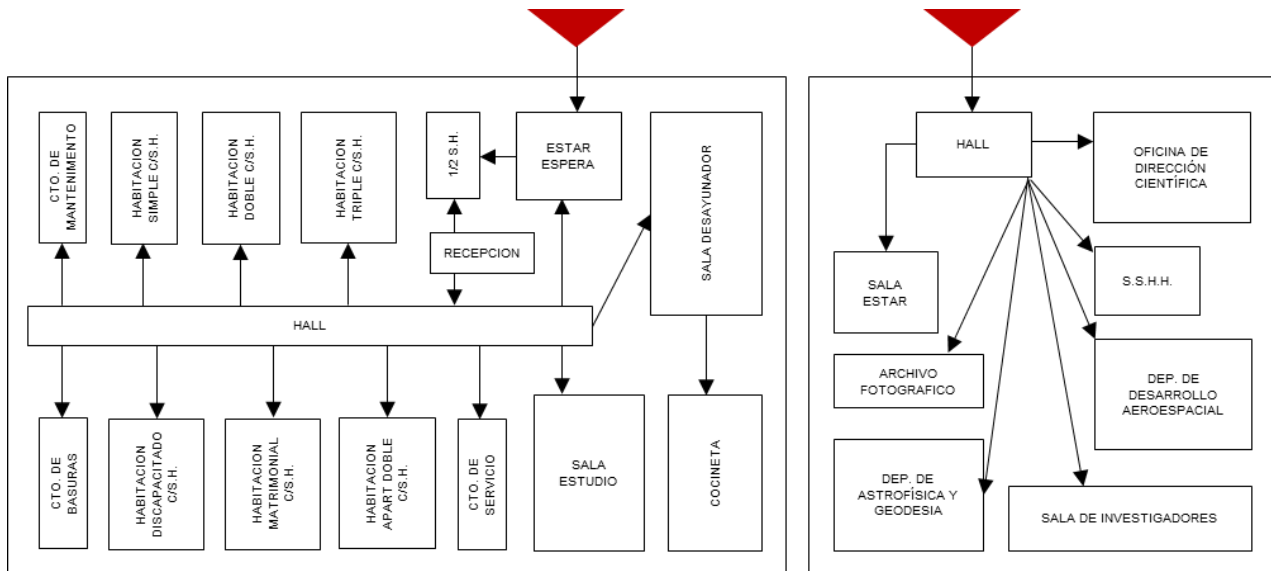 CTO. DE
MANTENIMENTO
HABITACION
SIMPLE C/S.H.
HABITACION
DOBLE C/S.H.
HABITACION
TRIPLE C/S.H.
1/2 S.H.
ESTAR
ESPERA
SALA DESAYUNADOR
RECEPCION
HALL
CTO. DE
BASURAS
HABITACION
DISCAPACITADO
C/S.H.
HABITACION
MATRIMONIAL
C/S.H.
HABITACION
APART DOBLE
C/S.H.
CTO. DE
SERVICIO
SALA
ESTUDIO
COCINETA
HALL
OFICINA DE
DIRECCIÓN
CIENTÍFICA
SALA
ESTAR
S.S.H.H.
ARCHIVO
FOTOGRAFICO
DEP. DE
DESARROLLO
AEROESPACIAL
DEP. DE
ASTROFÍSICA Y
GEODESIA
SALA DE INVESTIGADORES